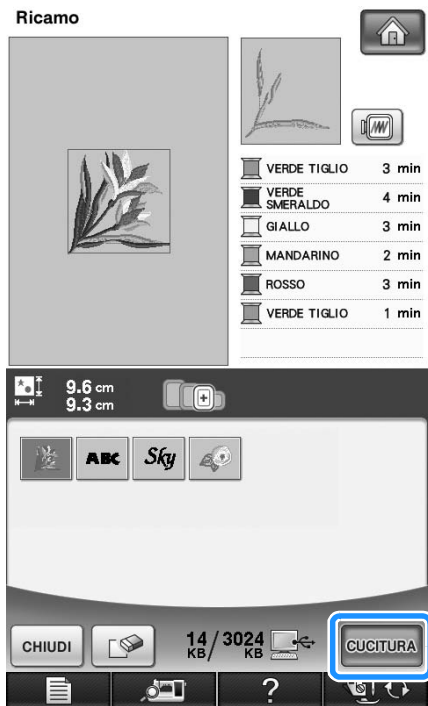 Ricamo
VERDE TIGLIO 3 min
VERDE
SMERALDO 4 min
GIALLO 3 min
MANDARINO 2 min
ROSSO 3 min
VERDE TIGLIO 1 min
9.6 cm
9.3 cm
ABC Sky
CHIUDI 14 KB / 3024 KB CUCITURA
?